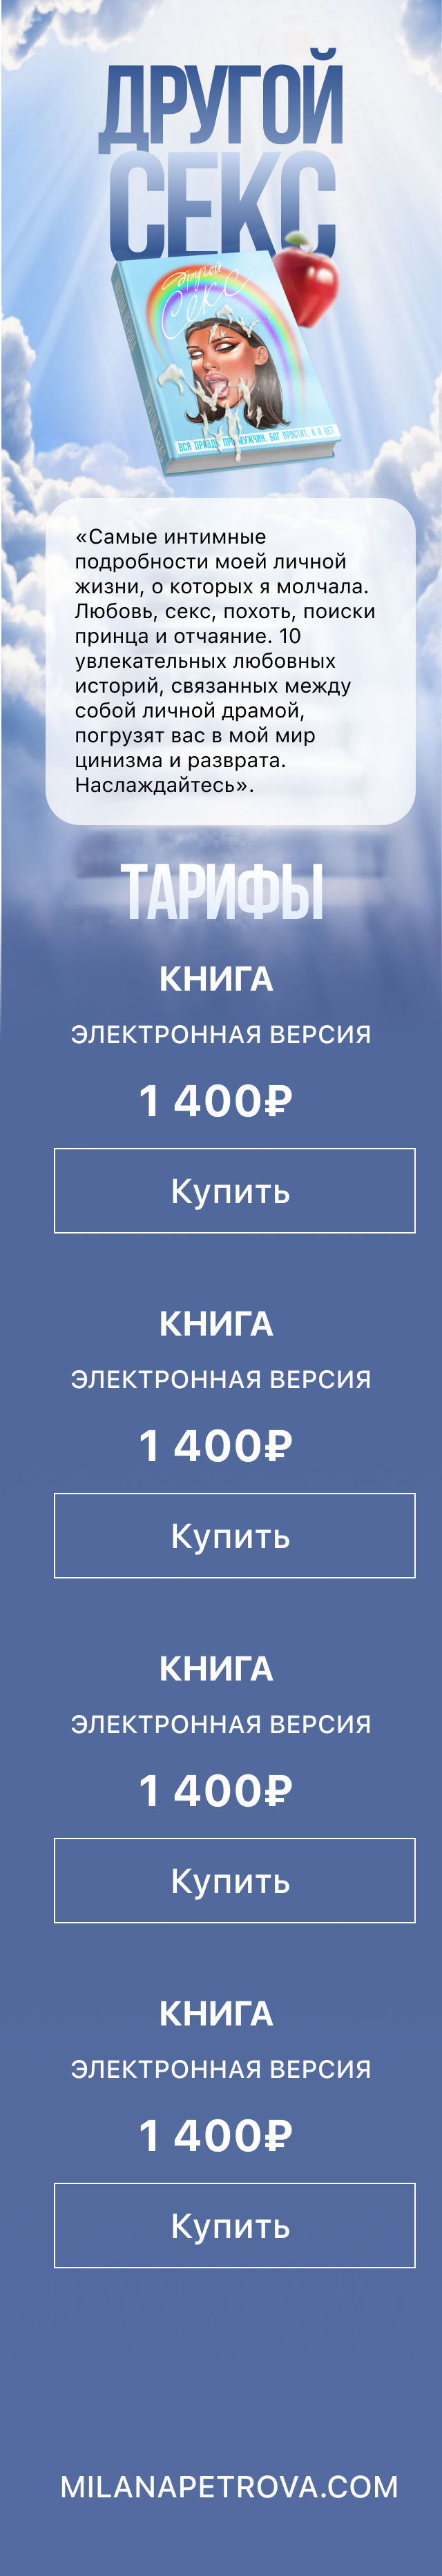 ДРУГОЙ
СЕКС
Другой
Секс
ВСЯ ПРАВДА ПРО МУЖЧИН. БОГ ПРОСТИТ, А Я НЕТ
«Самые интимные
подробности моей личной
жизни, о которых я молчала.
Любовь, секс, похоть, поиски
принца и отчаяние. 10
увлекательных любовных
историй, связанных между
собой личной драмой,
погрузят вас в мой мир
цинизма и разврата.
Наслаждайтесь».
ТАРИФЫ
КНИГА
ЭЛЕКТРОННАЯ ВЕРСИЯ
1 400₽
Купить
КНИГА
ЭЛЕКТРОННАЯ ВЕРСИЯ
1 400₽
Купить
КНИГА
ЭЛЕКТРОННАЯ ВЕРСИЯ
1 400₽
Купить
КНИГА
ЭЛЕКТРОННАЯ ВЕРСИЯ
1 400₽
Купить
MILANAPETROVA.COM